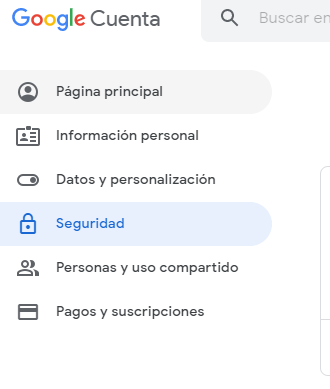 Google Cuenta
Buscar en
Página principal
Información personal
Datos y personalización
Seguridad
Personas y uso compartido
Pagos y suscripciones